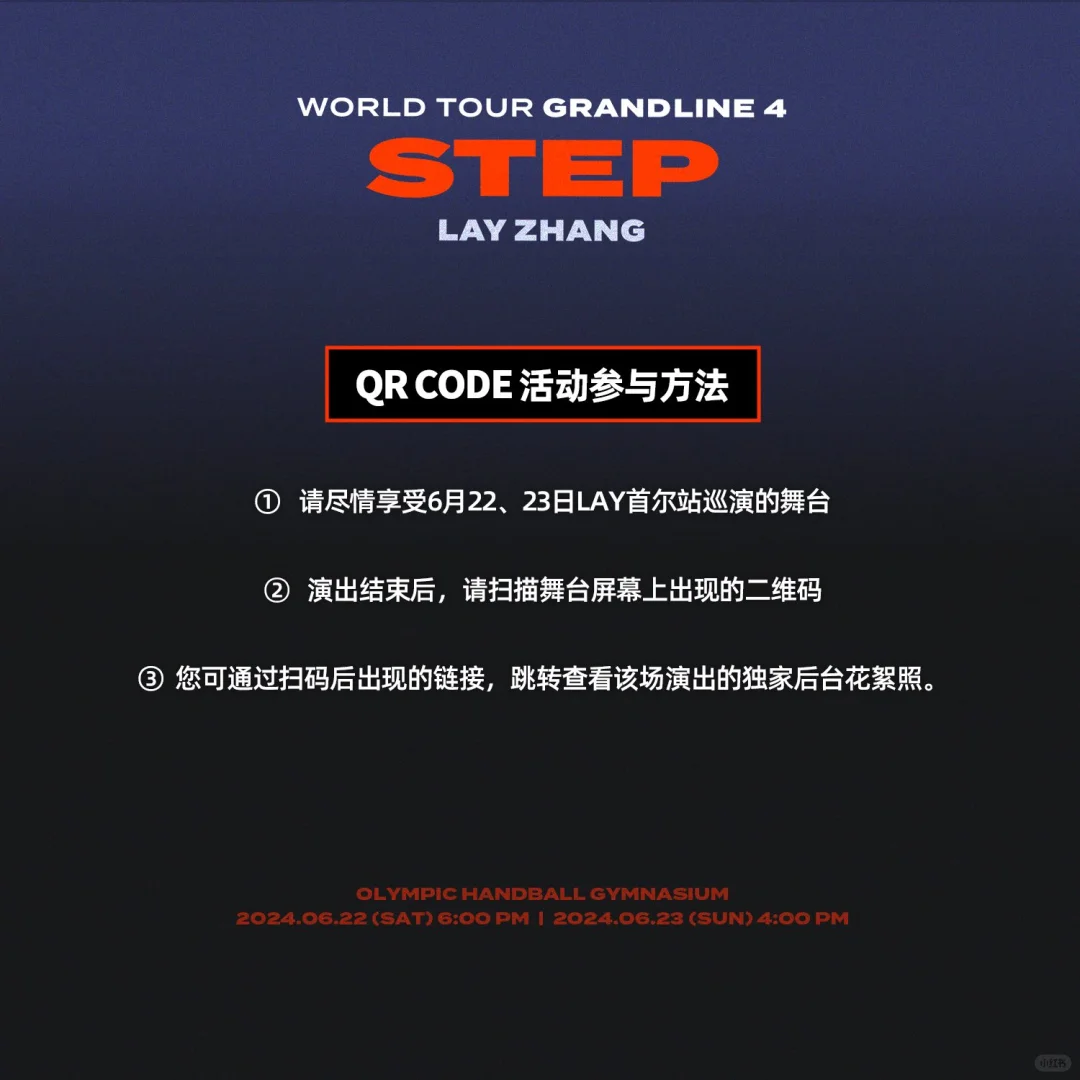 WORLD TOUR GRANDLINE 4
STEP
LAY ZHANG
QR CODE 活动参与方法
① 请尽情享受6月22、23日LAY首尔站巡演的舞台
② 演出结束后，请扫描舞台屏幕上出现的二维码
③ 您可通过扫码后出现的链接，跳转查看该场演出的独家后台花絮照。
OLYMPIC HANDBALL GYMNASIUM
2024.06.22 (SAT) 6:00 PM | 2024.06.23 (SUN) 4:00 PM
小红书